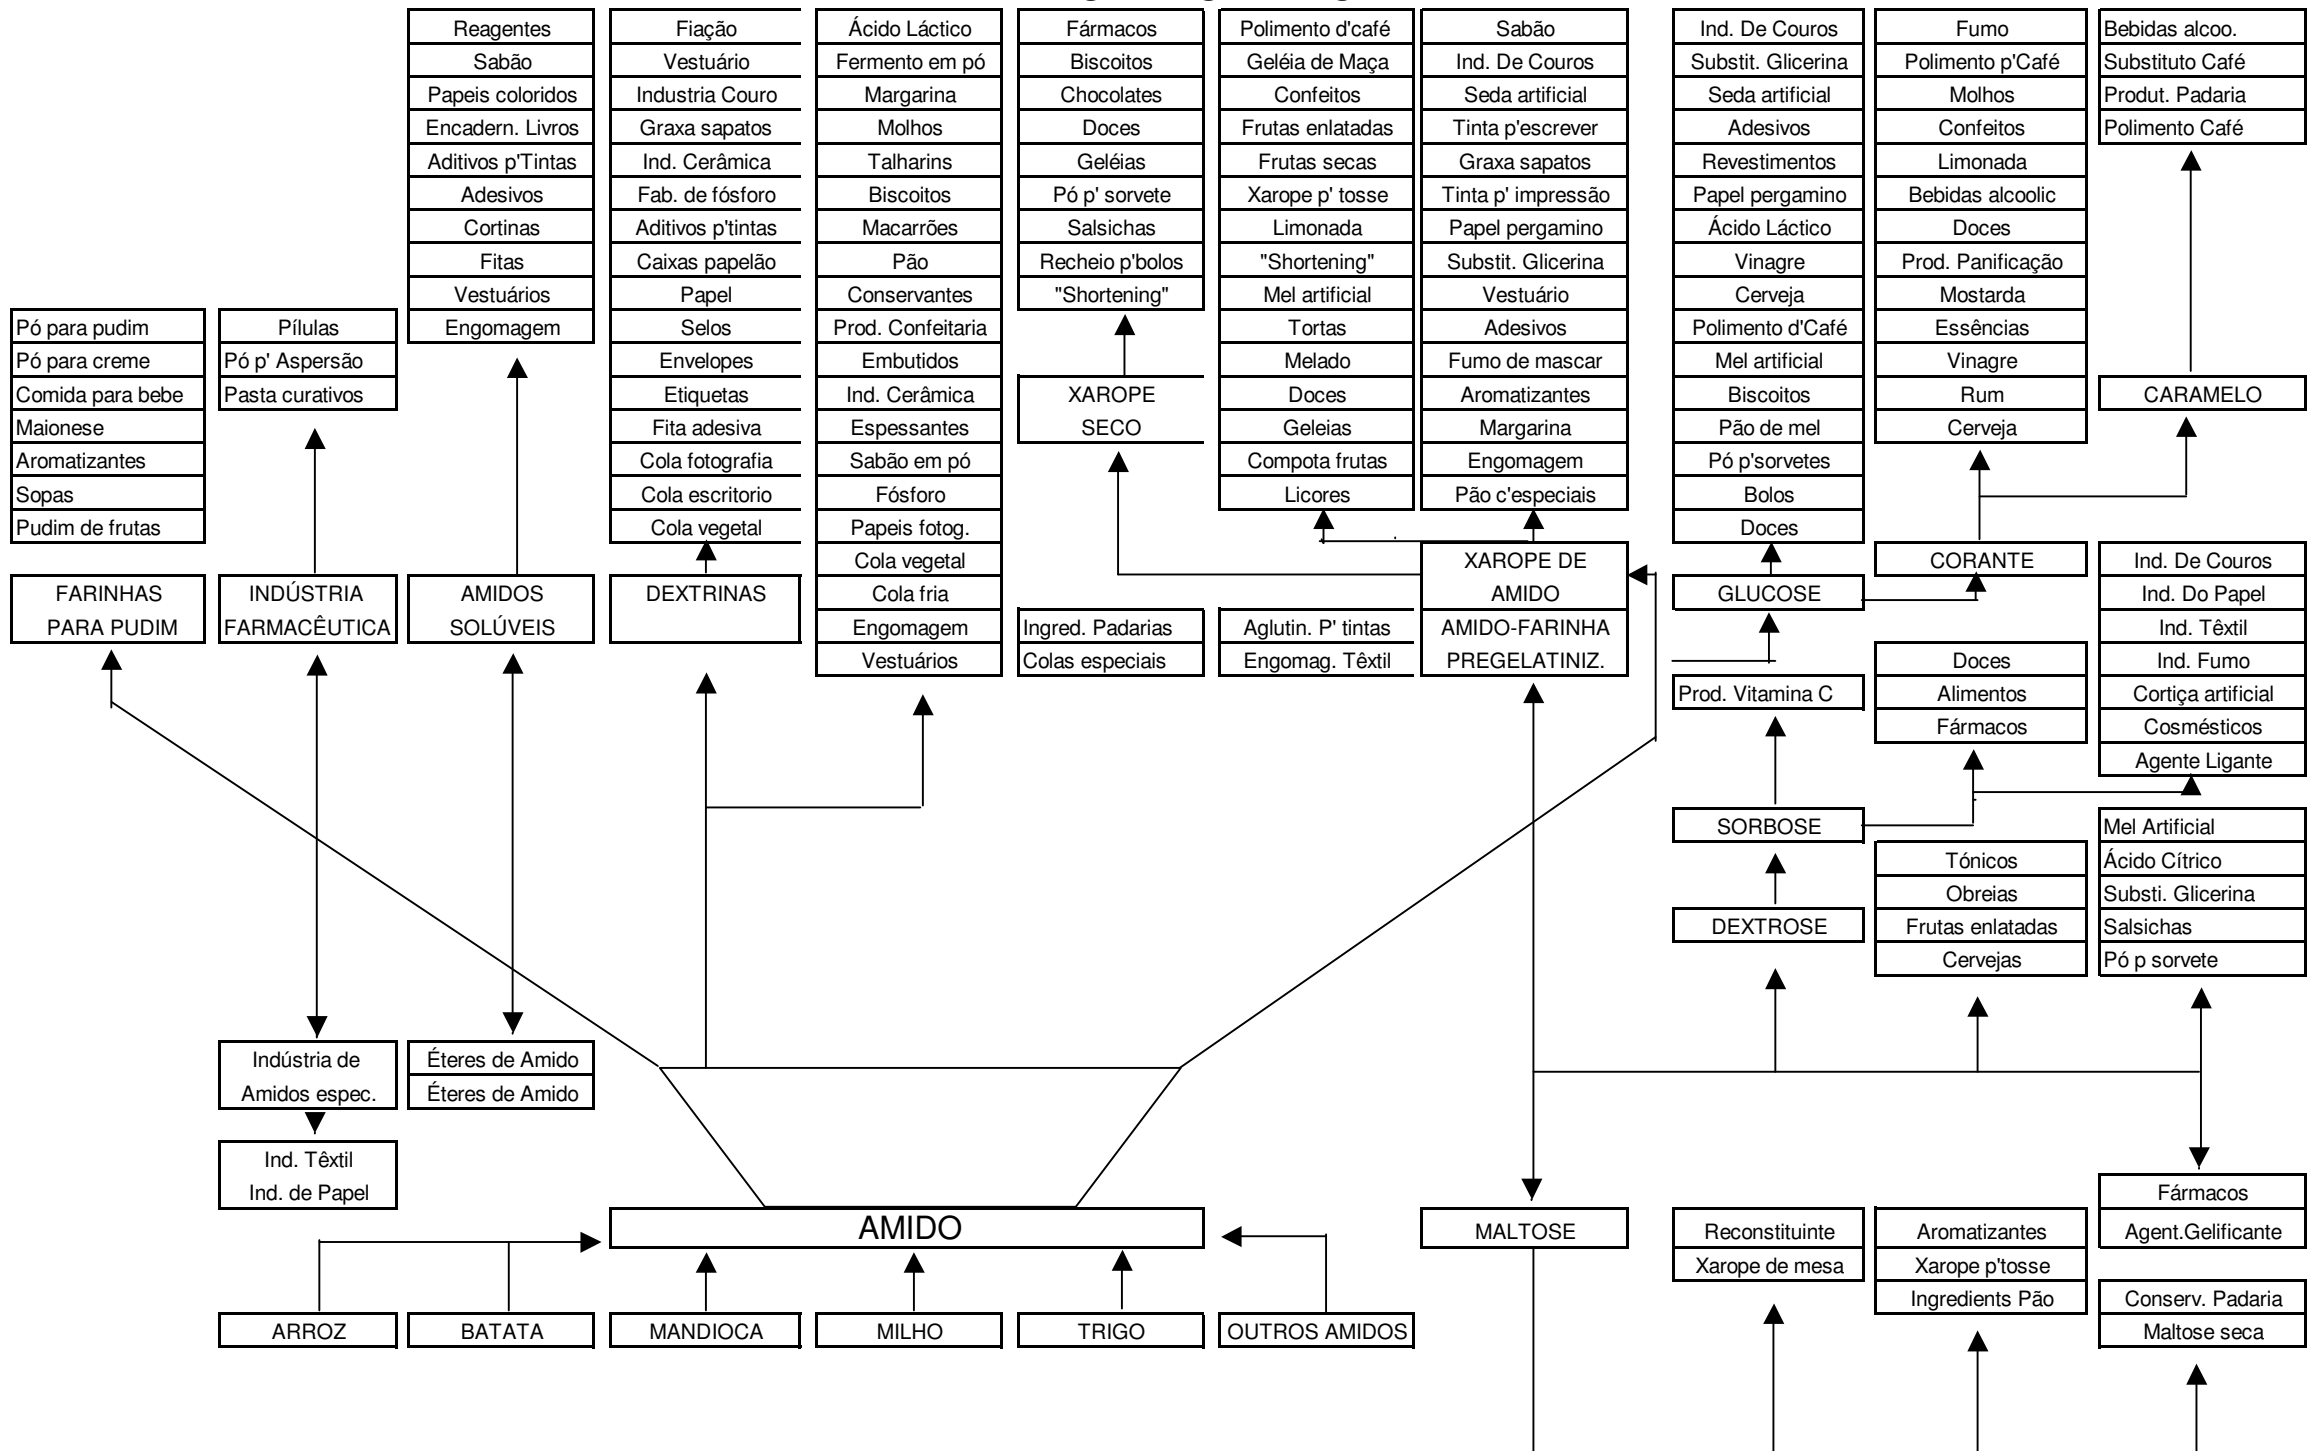 Reagentes
Sabão
Papeis coloridos
Encadern. Livros
Aditivos p'Tintas
Adesivos
Cortinas
Fitas
Vestuários
Engomagem
Fiação
Vestuário
Industria Couro
Graxa sapatos
Ind. Cerâmica
Fab. de fósforo
Aditivos p'tintas
Caixas papelão
Papel
Selos
Envelopes
Etiquetas
Fita adesiva
Cola fotografia
Cola escritorio
Cola vegetal
Ácido Láctico
Fermento em pó
Margarina
Molhos
Talharins
Biscoitos
Macarrões
Pão
Conservantes
Prod. Confeitaria
Embutidos
Ind. Cerâmica
Espessantes
Sabão em pó
Fósforo
Papeis fotog.
Cola vegetal
Cola fria
Engomagem
Vestuários
Fármacos
Biscoitos
Chocolates
Doces
Geléias
Pó p' sorvete
Salsichas
Recheio p'bolos
"Shortening"
Polimento d'café
Geléia de Maça
Confeitos
Frutas enlatadas
Frutas secas
Xarope p' tosse
Limonada
"Shortening"
Mel artificial
Tortas
Melado
Doces
Geleias
Compota frutas
Licores
Sabão
Ind. De Couros
Seda artificial
Tinta p'escrever
Graxa sapatos
Tinta p' impressão
Papel pergamino
Substit. Glicerina
Vestuário
Adesivos
Fumo de mascar
Aromatizantes
Margarina
Engomagem
Pão c'especiais
Ind. De Couros
Substit. Glicerina
Seda artificial
Adesivos
Revestimentos
Papel pergamino
Ácido Láctico
Vinagre
Cerveja
Polimento d'Café
Mel artificial
Biscoitos
Pão de mel
Pó p'sorvetes
Bolos
Doces
Fumo
Polimento p'Café
Molhos
Confeitos
Limonada
Bebidas alcoolic
Doces
Prod. Panificação
Mostarda
Essências
Vinagre
Rum
Cerveja
Bebidas alcoo.
Substituto Café
Produt. Padaria
Polimento Café
Pó para pudim
Pó para creme
Comida para bebe
Maionese
Aromatizantes
Sopas
Pudim de frutas
Pílulas
Pó p' Aspersão
Pasta curativos
XAROPE
SECO
CARAMELO
FARINHAS
PARA PUDIM
INDÚSTRIA
FARMACÊUTICA
AMIDOS
SOLÚVEIS
DEXTRINAS
Ingred. Padarias
Colas especiais
Aglutin. P' tintas
Engomag. Têxtil
XAROPE DE
AMIDO
AMIDO-FARINHA
PREGELATINIZ.
GLUCOSE
CORANTE
Ind. De Couros
Ind. Do Papel
Ind. Têxtil
Ind. Fumo
Cortiça artificial
Cosmésticos
Agente Ligante
Prod. Vitamina C
Doces
Alimentos
Fármacos
SORBOSE
DEXTROSE
Tónicos
Obreias
Frutas enlatadas
Cervejas
Mel Artificial
Ácido Cítrico
Substi. Glicerina
Salsichas
Pó p sorvete
Indústria de
Amidos espec.
Éteres de Amido
Éteres de Amido
Ind. Têxtil
Ind. de Papel
AMIDO
MALTOSE
Reconstituinte
Xarope de mesa
Aromatizantes
Xarope p'tosse
Ingredients Pão
Fármacos
Agent.Gelificante
Conserv. Padaria
Maltose seca
ARROZ
BATATA
MANDIOCA
MILHO
TRIGO
OUTROS AMIDOS